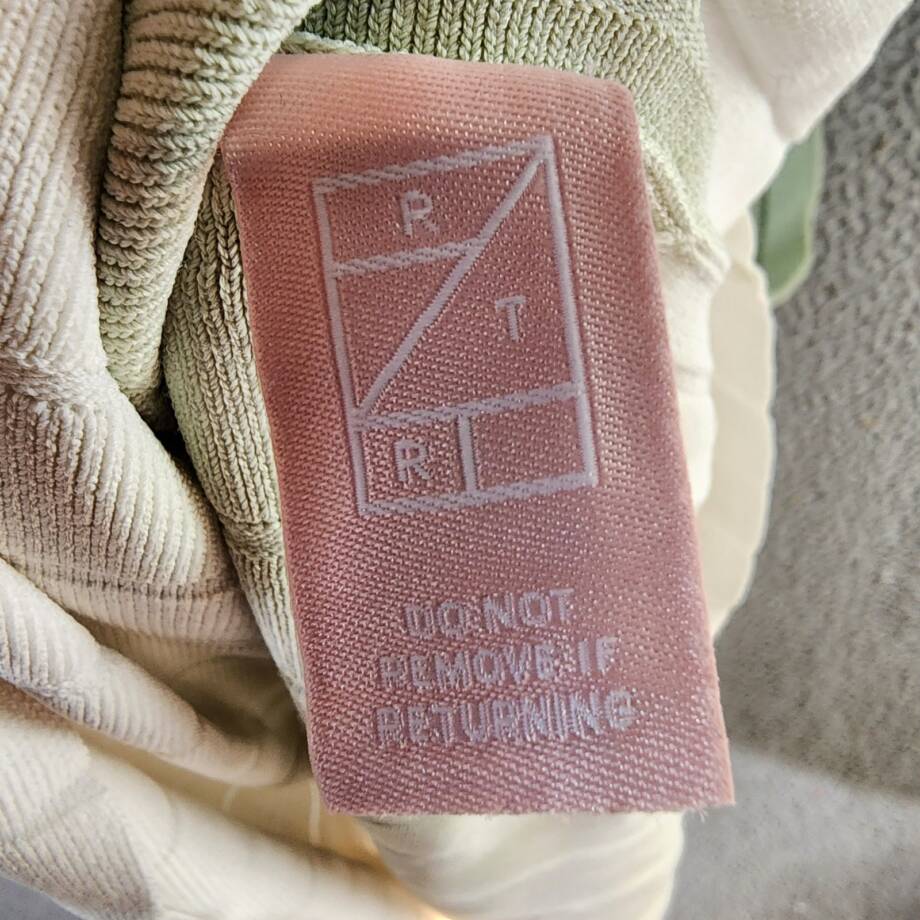 R
T
R
DO NOT
REMOVE IF
RETURNING